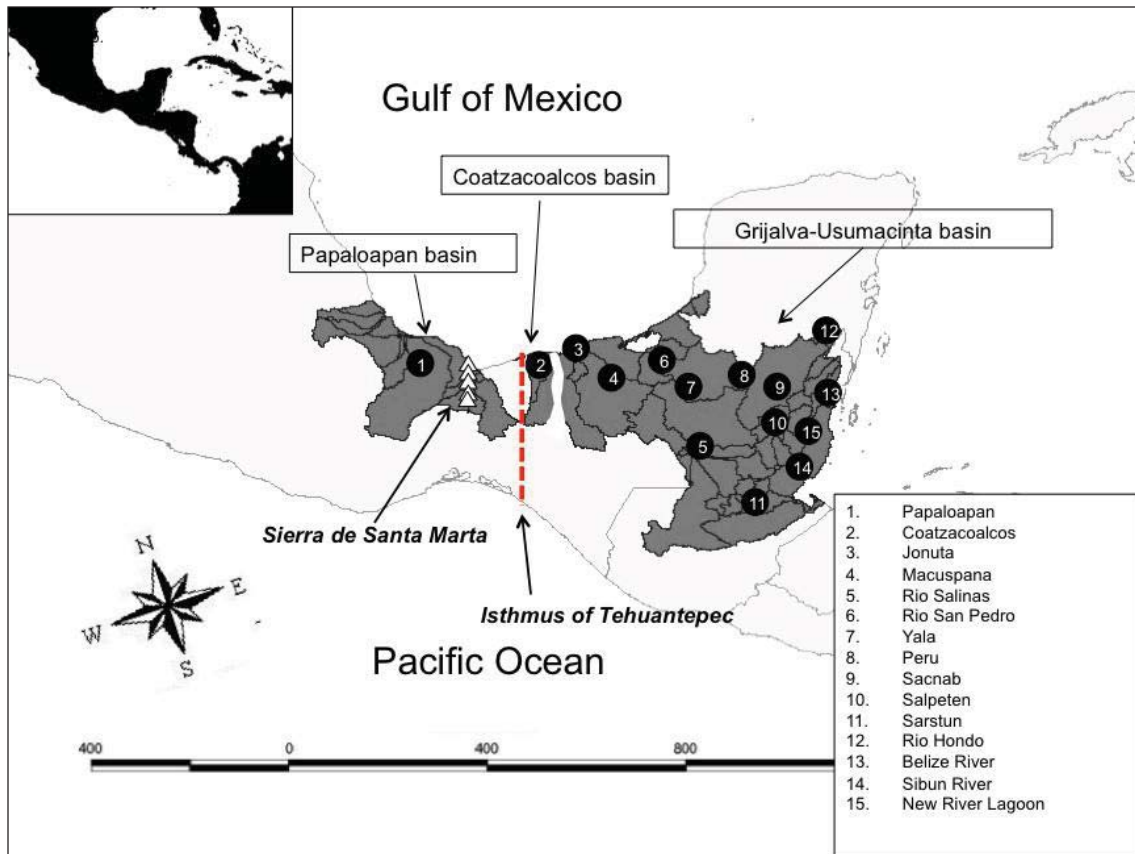 Gulf of Mexico
Coatzacoalcos basin
Grijalva-Usumacinta basin
Papaloapan basin
12
3
2
1
6
4
8
7
9
13
10
15
5
14
11
Sierra de Santa Marta
Isthmus of Tehuantepec
Pacific Ocean
N
E
W
S
400 0 400 800
1. Papaloapan
2. Coatzacoalcos
3. Jonuta
4. Macuspana
5. Rio Salinas
6. Rio San Pedro
7. Yala
8. Peru
9. Sacnab
10. Salpeten
11. Sarstun
12. Rio Hondo
13. Belize River
14. Sibun River
15. New River Lagoon